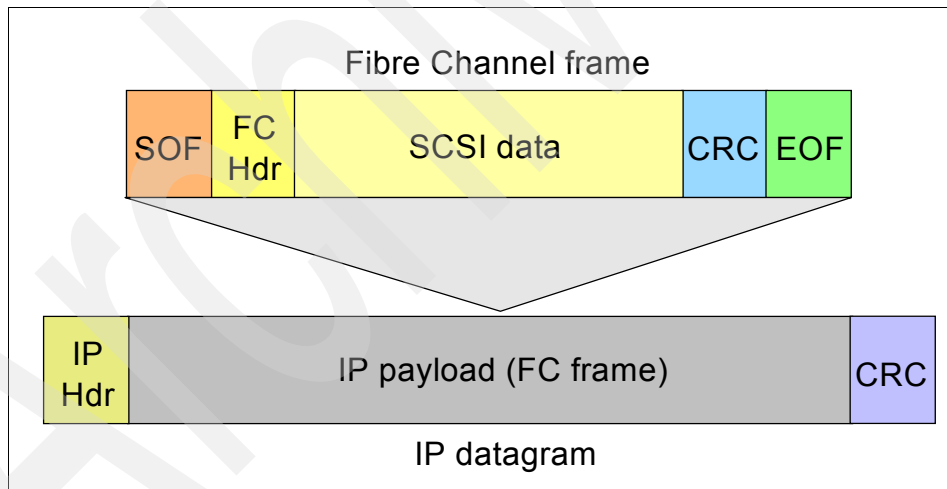 Fibre Channel frame
SOF
FC
Hdr
SCSI data
CRC
EOF
IP
Hdr
IP payload (FC frame)
CRC
IP datagram